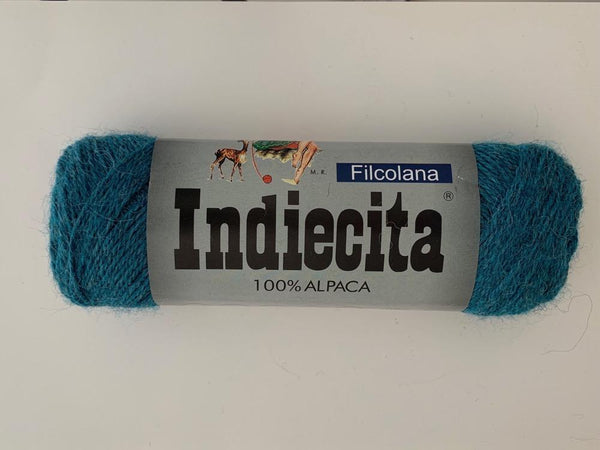 M. R.
Filcolana
Indiecita ®
100% ALPACA